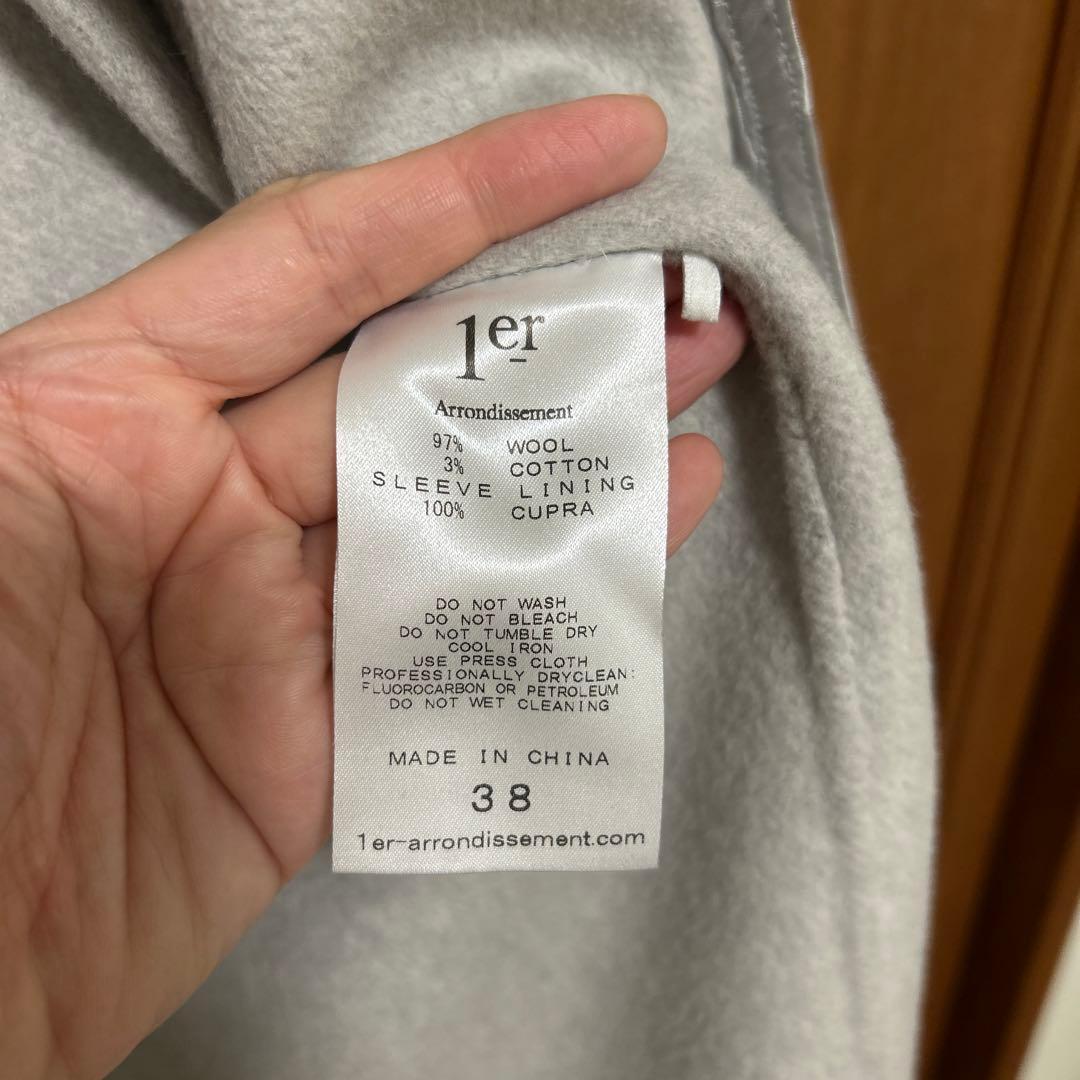 1er
Arrondissement
97% WOOL
3% COTTON
SLEEVE LINING
100% CUPRA
DO NOT WASH
DO NOT BLEACH
DO NOT TUMBLE DRY
COOL IRON
USE PRESS CLOTH
PROFESSIONALLY DRYCLEAN:
FLUOROCARBON OR PETROLEUM
DO NOT WET CLEANING
MADE IN CHINA
38
1er-arrondissement.com